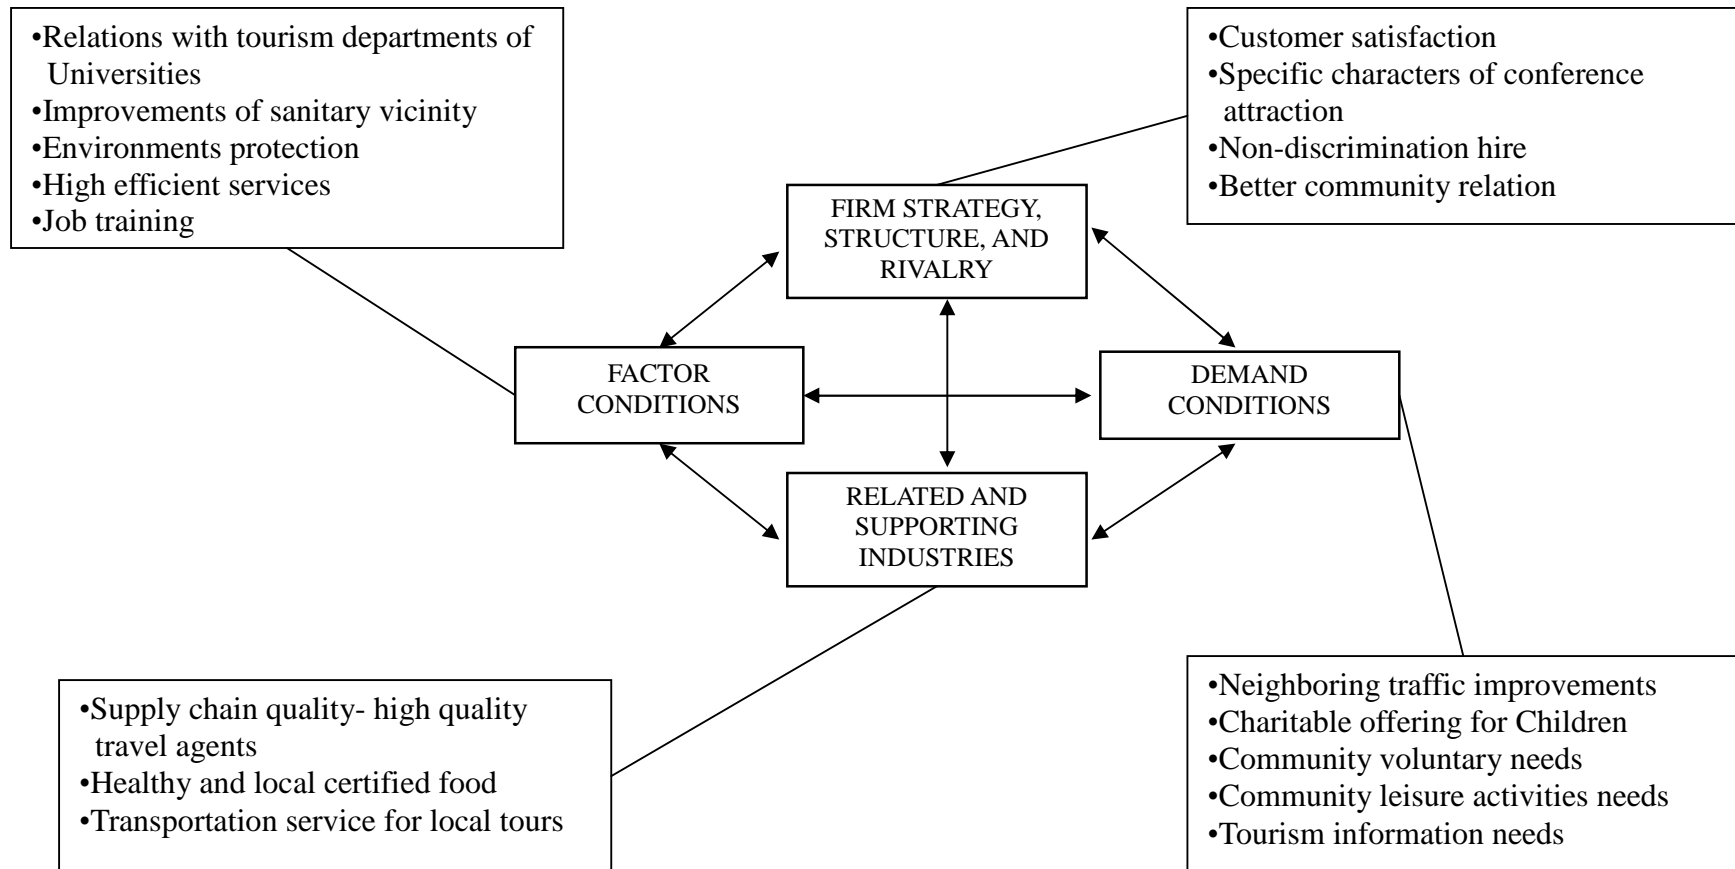 •Relations with tourism departments of
Universities
•Improvements of sanitary vicinity
•Environments protection
•High efficient services
•Job training
•Customer satisfaction
•Specific characters of conference
attraction
•Non-discrimination hire
•Better community relation
FIRM STRATEGY,
STRUCTURE, AND
RIVALRY
FACTOR
CONDITIONS
DEMAND
CONDITIONS
RELATED AND
SUPPORTING
INDUSTRIES
•Supply chain quality- high quality
travel agents
•Healthy and local certified food
•Transportation service for local tours
•Neighboring traffic improvements
•Charitable offering for Children
•Community voluntary needs
•Community leisure activities needs
•Tourism information needs